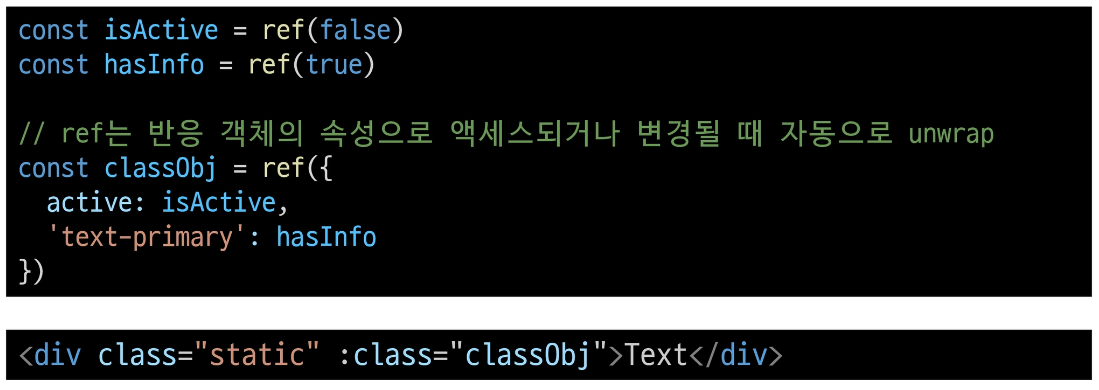 const isActive = ref(false)
const hasInfo = ref(true)
// ref는 반응 객체의 속성으로 액세스되거나 변경될 때 자동으로 unwrap
const classObj = ref({
  active: isActive,
  'text-primary': hasInfo
})
<div class="static" :class="classObj">Text</div>